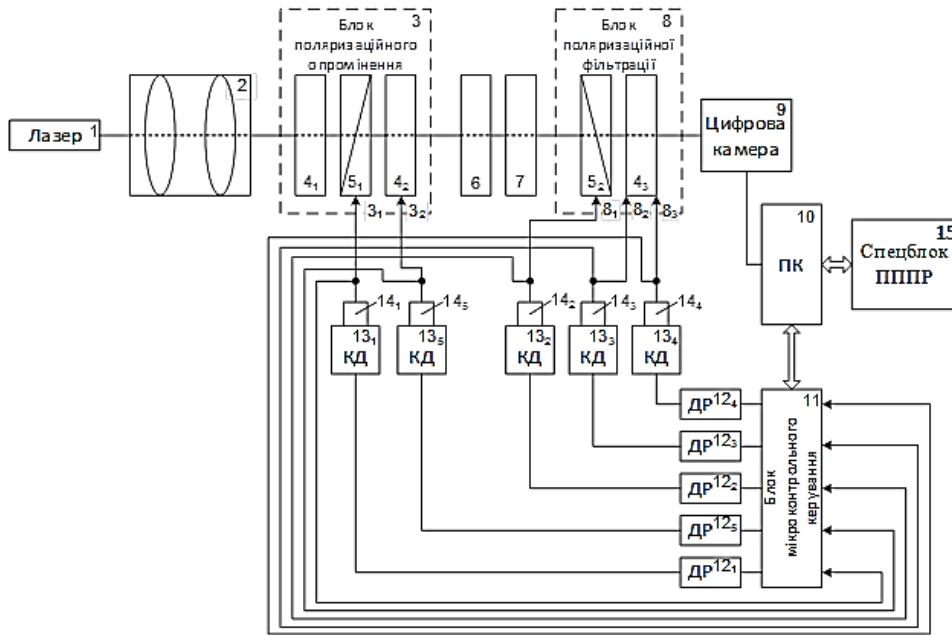 Блок 3
поляризаційного
опромінення
Блок 8
поляризаційної
фільтрації
2
Лазер 1
4₁
5₁
4₂
6
7
5₂
4₃
9
Цифрова
камера
3₁
3₂
8₁
8₂
8₃
10
ПК
15
Спецблок
ПППР
14₁
14₅
14₂
14₃
14₄
13₁
КД
13₅
КД
13₂
КД
13₃
КД
13₄
КД
ДР12₄
ДР12₃
ДР12₂
ДР12₅
ДР12₁
11
Блок
мікроконтрольного
керування